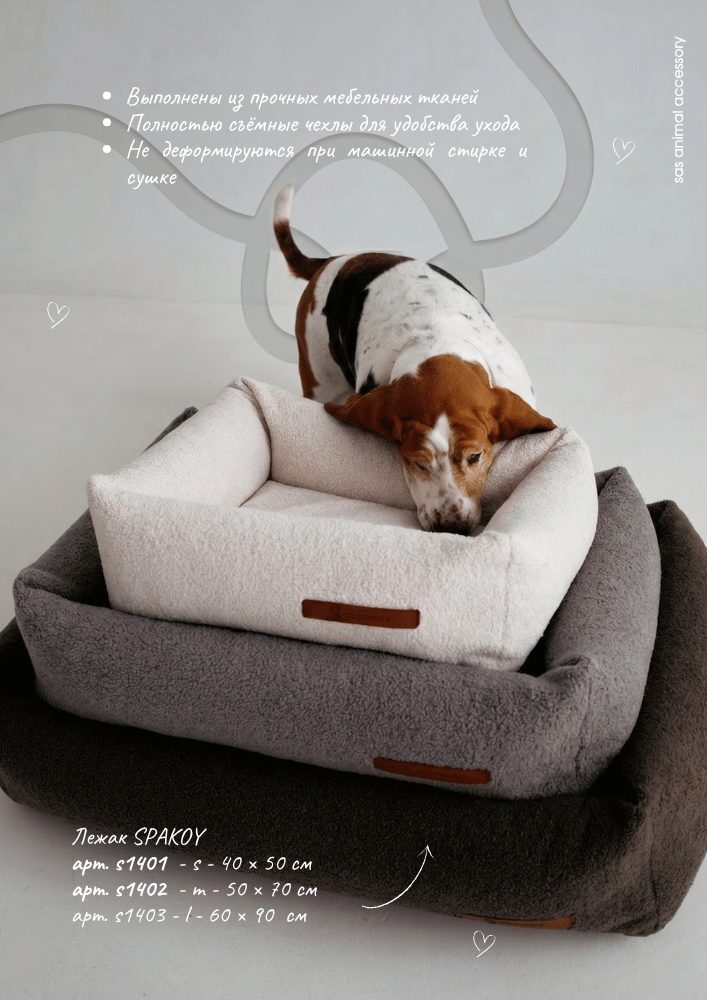 • Выполнены из прочных мебельных тканей
• Полностью съёмные чехлы для удобства ухода
• Не деформируются при машинной стирке и
сушке
sas animal accessory
Лежак SPAKOY
арт. s1401 - s - 40 × 50 см
арт. s1402 - m - 50 × 70 см
арт. s1403 - l - 60 × 90 см